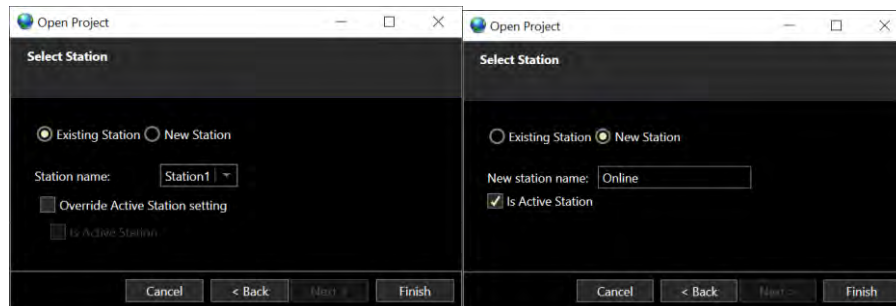 Open Project
Select Station
Existing Station New Station
Station name: Station1
Override Active Station setting
Is Active Station
Cancel < Back Next > Finish
Open Project
Select Station
Existing Station New Station
New station name: Online
Is Active Station
Cancel < Back Next > Finish